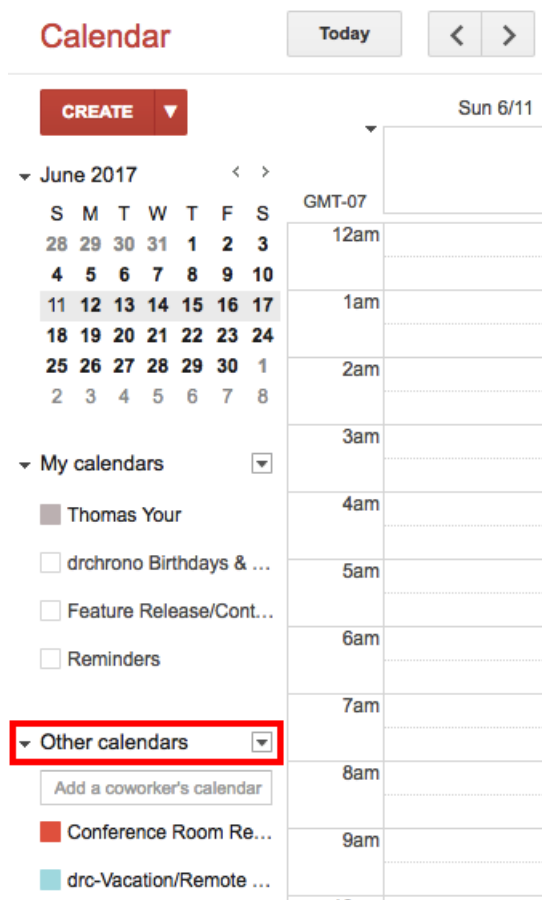 Calendar
Today
CREATE
Sun 6/11
June 2017
GMT-07
S M T W T F S
28 29 30 31 1 2 3
4 5 6 7 8 9 10
11 12 13 14 15 16 17
18 19 20 21 22 23 24
25 26 27 28 29 30 1
2 3 4 5 6 7 8
12am
1am
2am
3am
4am
5am
6am
7am
8am
9am
My calendars
Thomas Your
drchrono Birthdays & ...
Feature Release/Cont...
Reminders
Other calendars
Add a coworker's calendar
Conference Room Re...
drc-Vacation/Remote ...